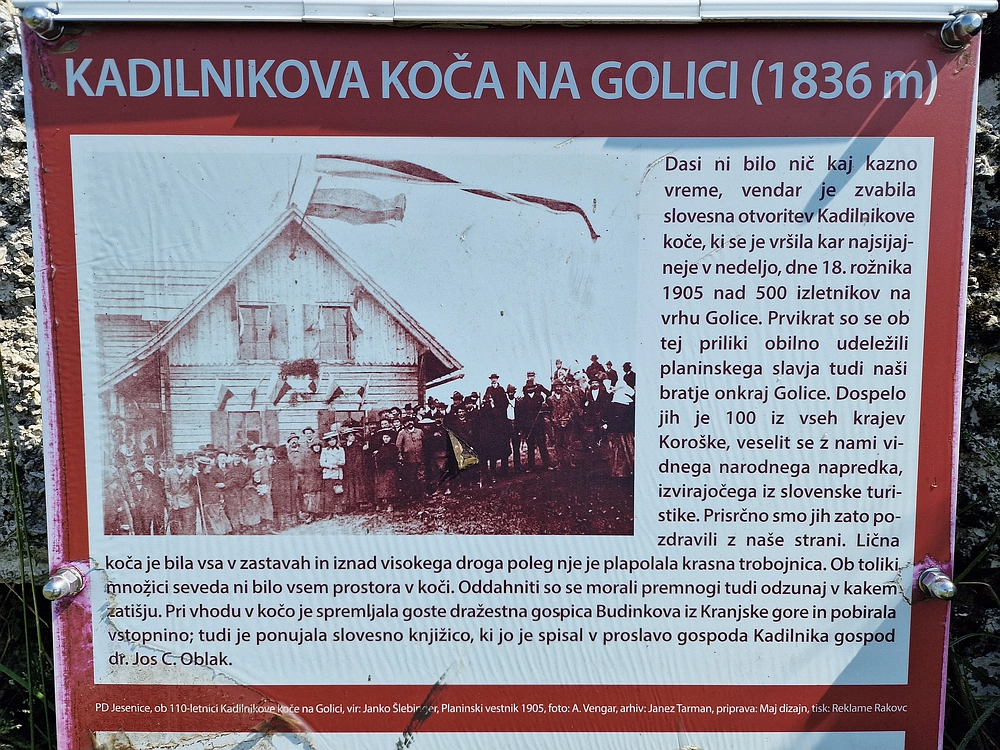 KADILNIKOVA KOČA NA GOLICI (1836 m)
Dasi ni bilo nič kaj kazno
vreme, vendar je zvabila
slovesna otvoritev Kadilnikove
koče, ki se je vršila kar najsijaj-
neje v nedeljo, dne 18. rožnika
1905 nad 500 izletnikov na
vrhu Golice. Prvikrat so se ob
tej priliki obilno udeležili
planinskega slavja tudi naši
bratje onkraj Golice. Dospelo
jih je 100 iz vseh krajev
Koroške, veselit se z nami vi-
dnega narodnega napredka,
izvirajočega iz slovenske turi-
stike. Prisrčno smo jih zato po-
zdravili z naše strani. Lična
koča je bila vsa v zastavah in iznad visokega droga poleg nje je plapolala krasna trobojnica. Ob toliki
množici seveda ni bilo vsem prostora v koči. Oddahniti so se morali premnogi tudi odzunaj v kakem
zatišju. Pri vhodu v kočo je spremljala goste dražestna gospica Budinkova iz Kranjske gore in pobirala
vstopnino; tudi je ponujala slovesno knjižico, ki jo je spisal v proslavo gospoda Kadilnika gospod
dr. Jos C. Oblak.
PD Jesenice, ob 110-letnici Kadilnikove koče na Golici, vir: Janko Šlebinger, Planinski vestnik 1905, foto: A. Vengar, arhiv: Janez Tarman, priprava: Maj dizajn, tisk: Reklame Rakovc